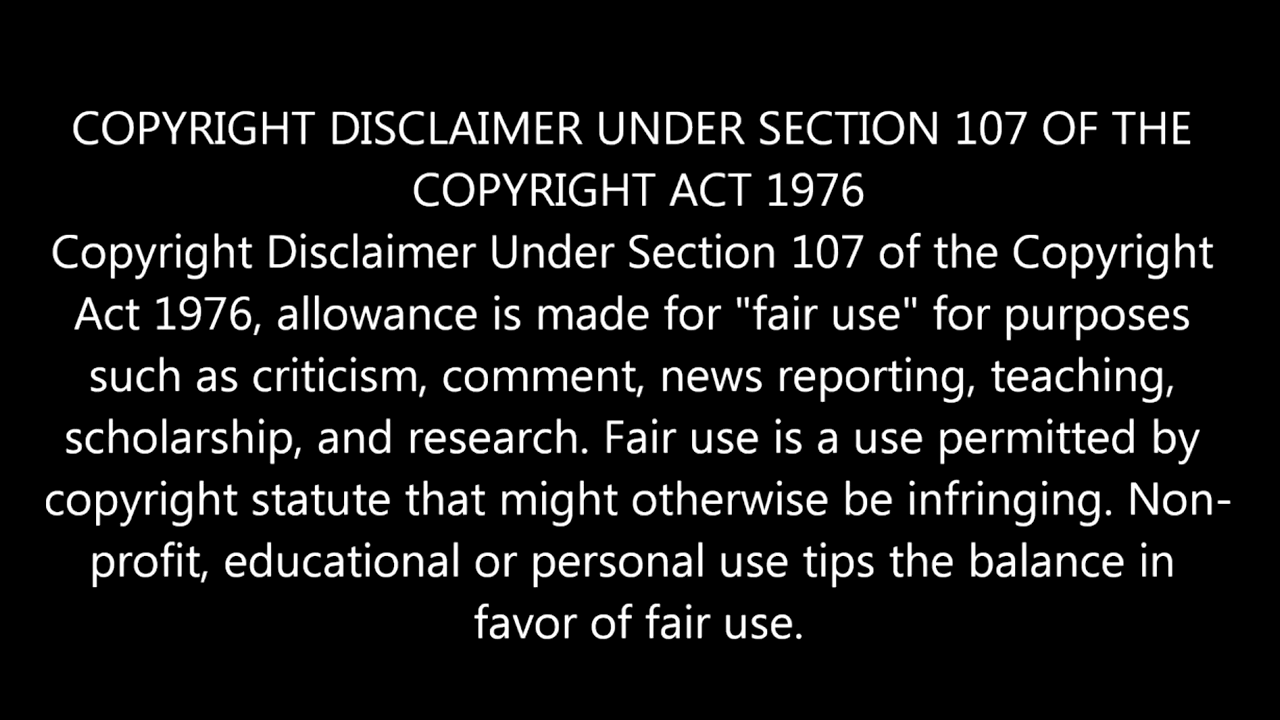 COPYRIGHT DISCLAIMER UNDER SECTION 107 OF THE
COPYRIGHT ACT 1976
Copyright Disclaimer Under Section 107 of the Copyright
Act 1976, allowance is made for "fair use" for purposes
such as criticism, comment, news reporting, teaching,
scholarship, and research. Fair use is a use permitted by
copyright statute that might otherwise be infringing. Non-
profit, educational or personal use tips the balance in
favor of fair use.